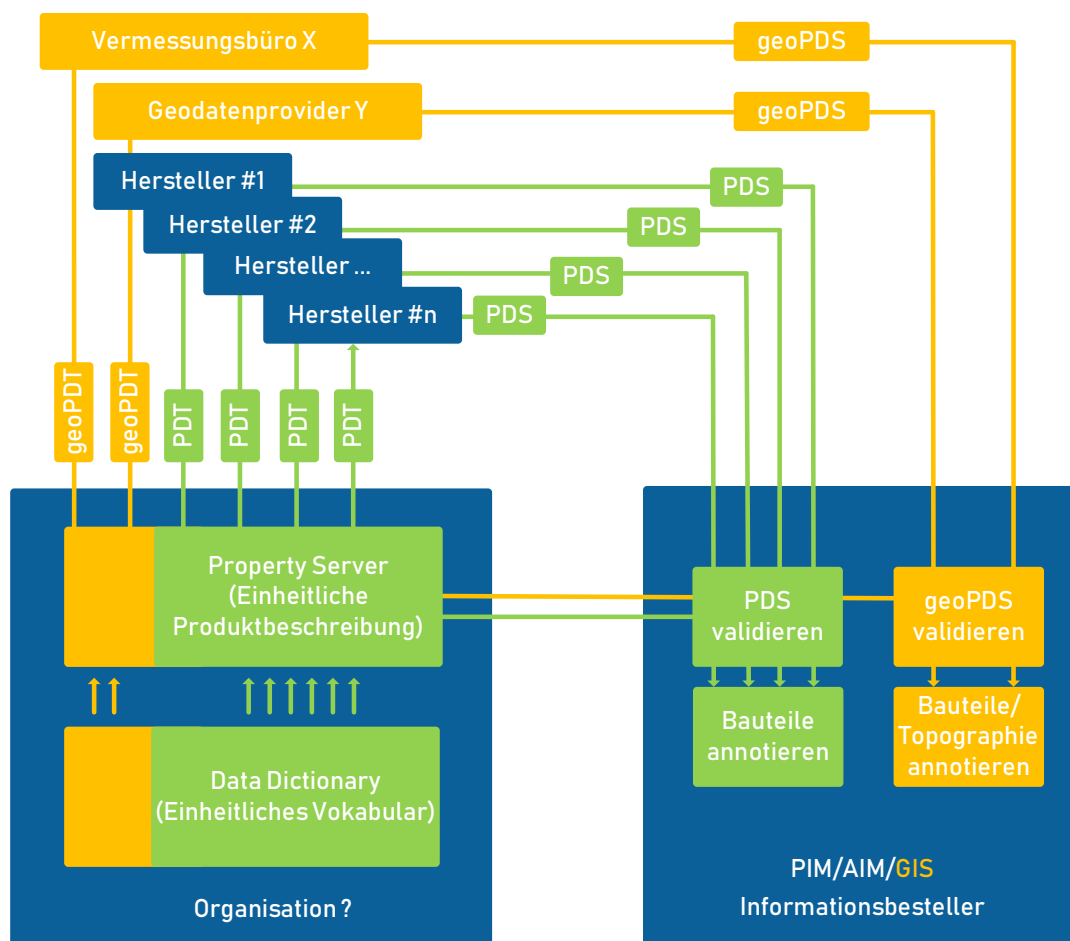 Vermessungsbüro X
geoPDS
Geodatenprovider Y
geoPDS
Hersteller #1
PDS
Hersteller #2
PDS
Hersteller ...
PDS
Hersteller #n
PDS
geoPDT
geoPDT
PDT
PDT
PDT
PDT
Property Server
(Einheitliche
Produktbeschreibung)
PDS
validieren
geoPDS
validieren
Bauteile
annotieren
Bauteile/
Topographie
annotieren
Data Dictionary
(Einheitliches Vokabular)
Organisation ?
PIM/AIM/GIS
Informationsbesteller